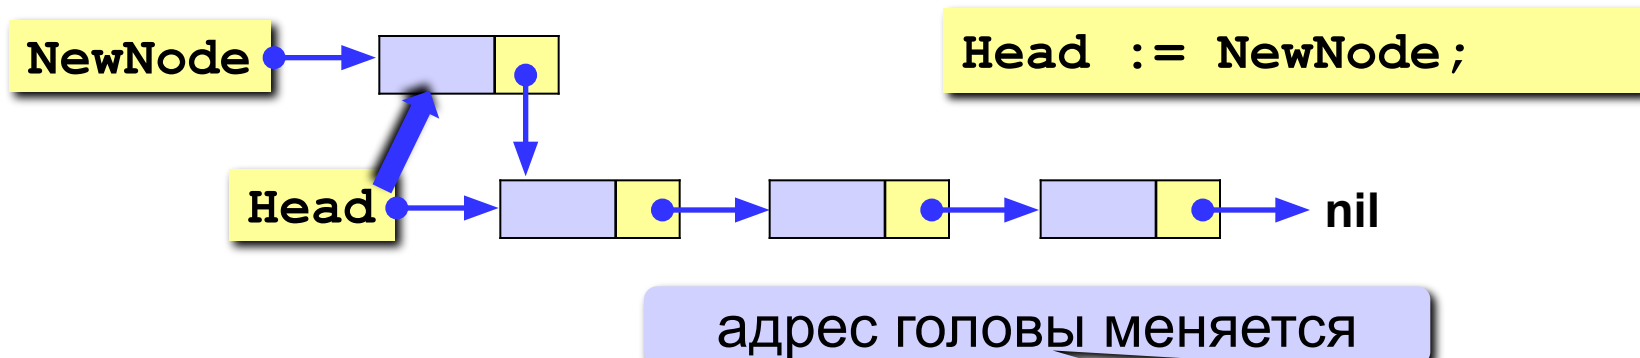 NewNode
Head := NewNode;
Head
nil
адрес головы меняется